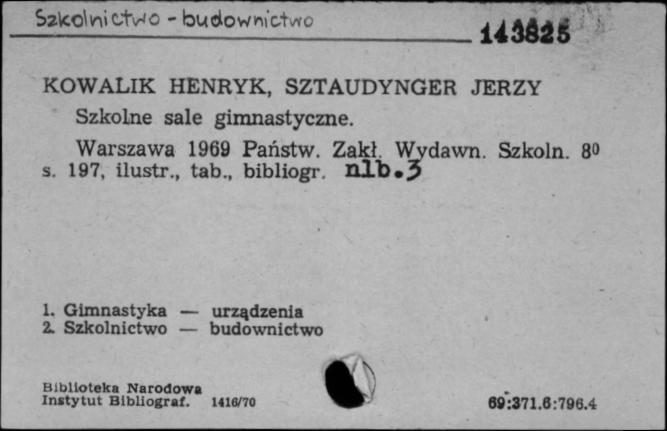 Szkolnictwo - budownictwo
143825
KOWALIK HENRYK, SZTAUDYNGER JERZY
Szkolne sale gimnastyczne.
Warszawa 1969 Państw. Zakł. Wydawn. Szkoln. 8⁰
s. 197, ilustr., tab., bibliogr. nlb.3
1. Gimnastyka — urządzenia
2. Szkolnictwo — budownictwo
Biblioteka Narodowa
Instytut Bibliograf. 1416/70
69:371.6:796.4